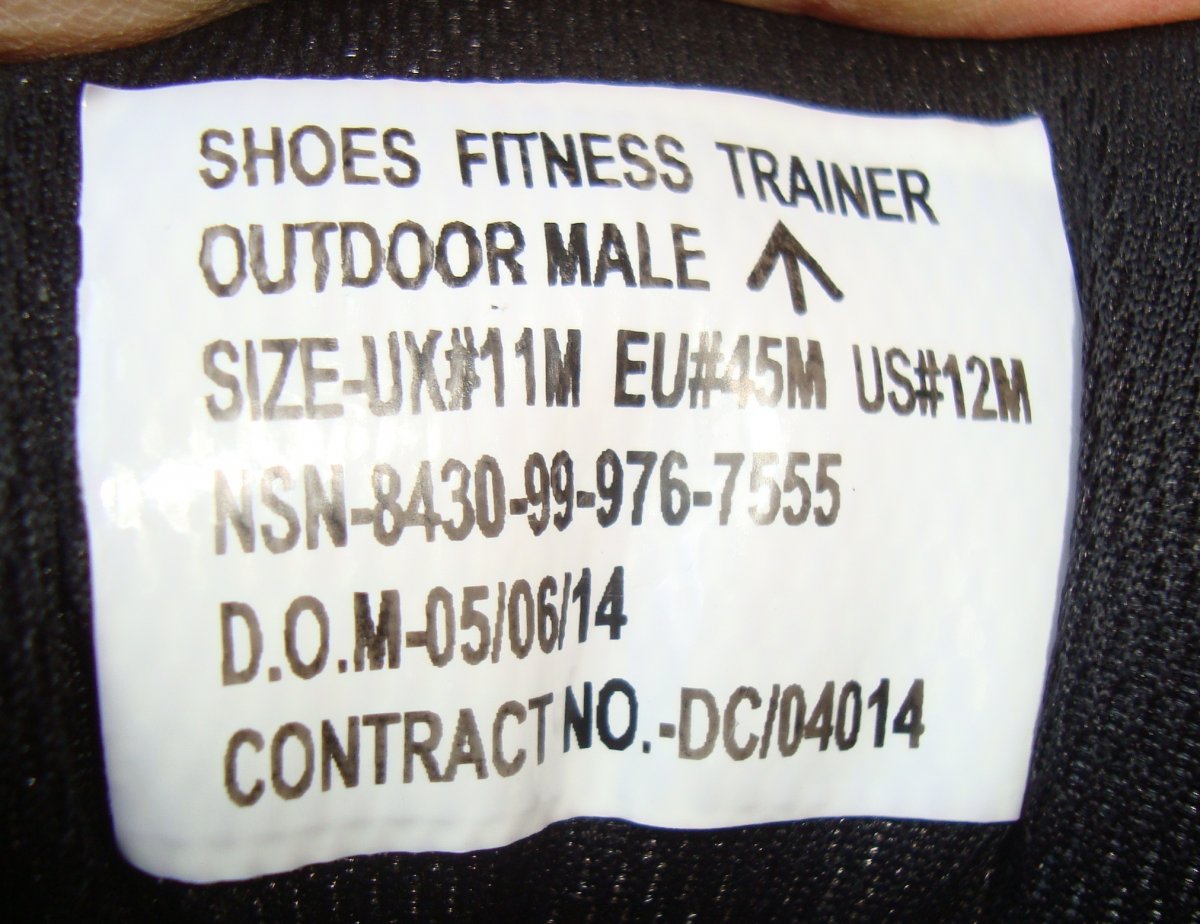 SHOES FITNESS TRAINER
OUTDOOR MALE ↑
SIZE-UX#11M EU#45M US#12M
NSN-8430-99-976-7555
D.O.M-05/06/14
CONTRACT NO.-DC/04014